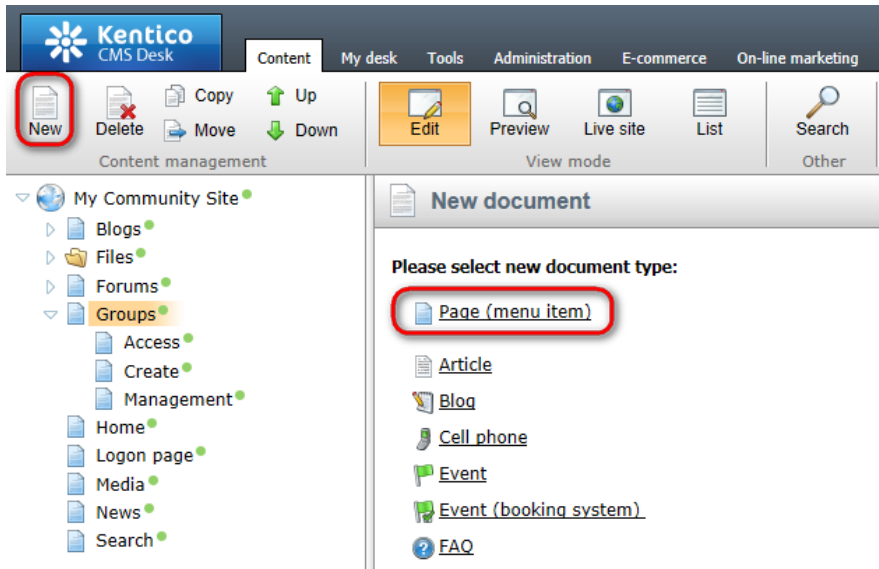 Kentico
CMS Desk
Content My desk Tools Administration E-commerce On-line marketing
New Delete Copy Move Up Down Edit Preview Live site List Search
Content management View mode Other
My Community Site
Blogs
Files
Forums
Groups
Access
Create
Management
Home
Logon page
Media
News
Search
New document
Please select new document type:
Page (menu item)
Article
Blog
Cell phone
Event
Event (booking system)
FAQ